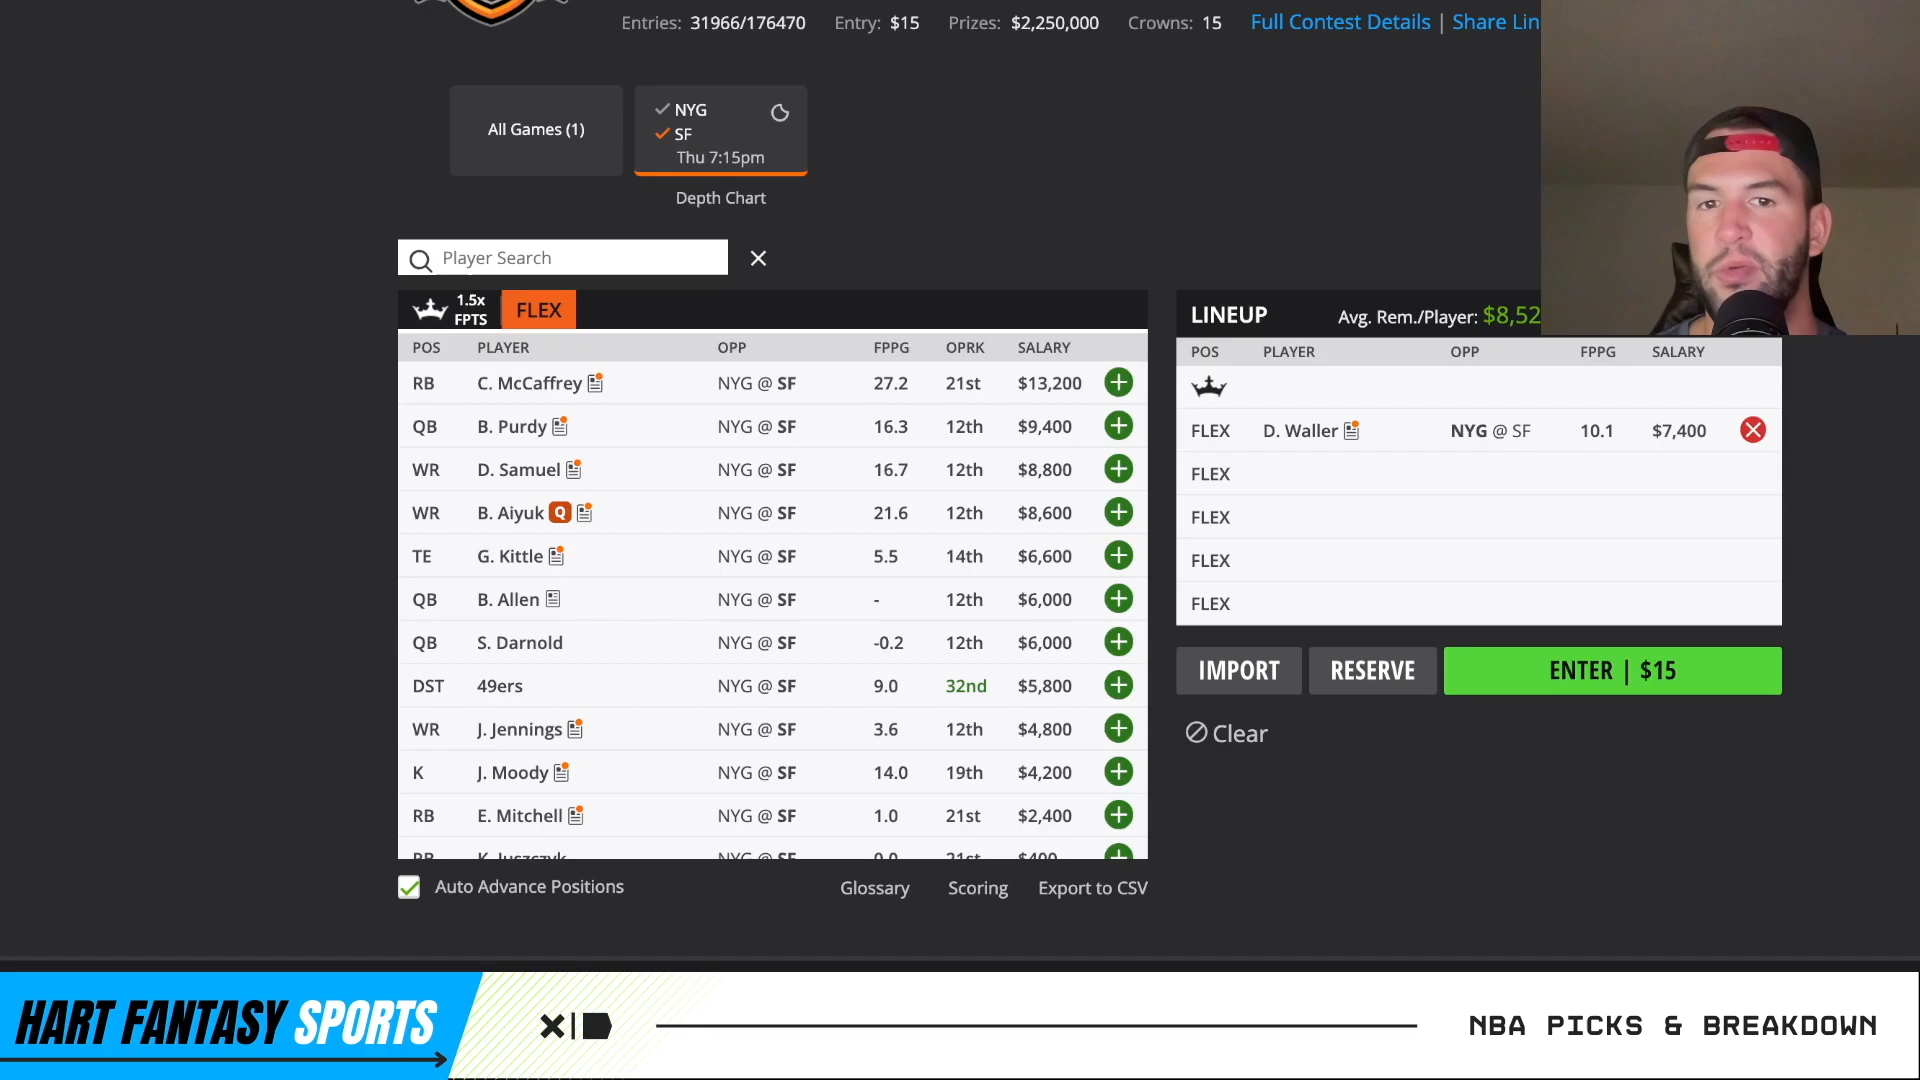 Entries: 31966/176470 Entry: $15 Prizes: $2,250,000 Crowns: 15 Full Contest Details | Share Lin
All Games (1)
NYG
SF
Thu 7:15pm
Depth Chart
Player Search
1.5x
FPTS
FLEX
POS PLAYER OPP FPPG OPRK SALARY
RB C. McCaffrey NYG @ SF 27.2 21st $13,200
QB B. Purdy NYG @ SF 16.3 12th $9,400
WR D. Samuel NYG @ SF 16.7 12th $8,800
WR B. Aiyuk Q NYG @ SF 21.6 12th $8,600
TE G. Kittle NYG @ SF 5.5 14th $6,600
QB B. Allen NYG @ SF - 12th $6,000
QB S. Darnold NYG @ SF -0.2 12th $6,000
DST 49ers NYG @ SF 9.0 32nd $5,800
WR J. Jennings NYG @ SF 3.6 12th $4,800
K J. Moody NYG @ SF 14.0 19th $4,200
RB E. Mitchell NYG @ SF 1.0 21st $2,400
RB K. Juszczyk NYG @ SF 0.0 21st $400
Auto Advance Positions
Glossary Scoring Export to CSV
LINEUP Avg. Rem./Player: $8,52
POS PLAYER OPP FPPG SALARY
FLEX D. Waller NYG @ SF 10.1 $7,400
FLEX
FLEX
FLEX
FLEX
IMPORT RESERVE ENTER | $15
Clear
HART FANTASY SPORTS
NBA PICKS & BREAKDOWN